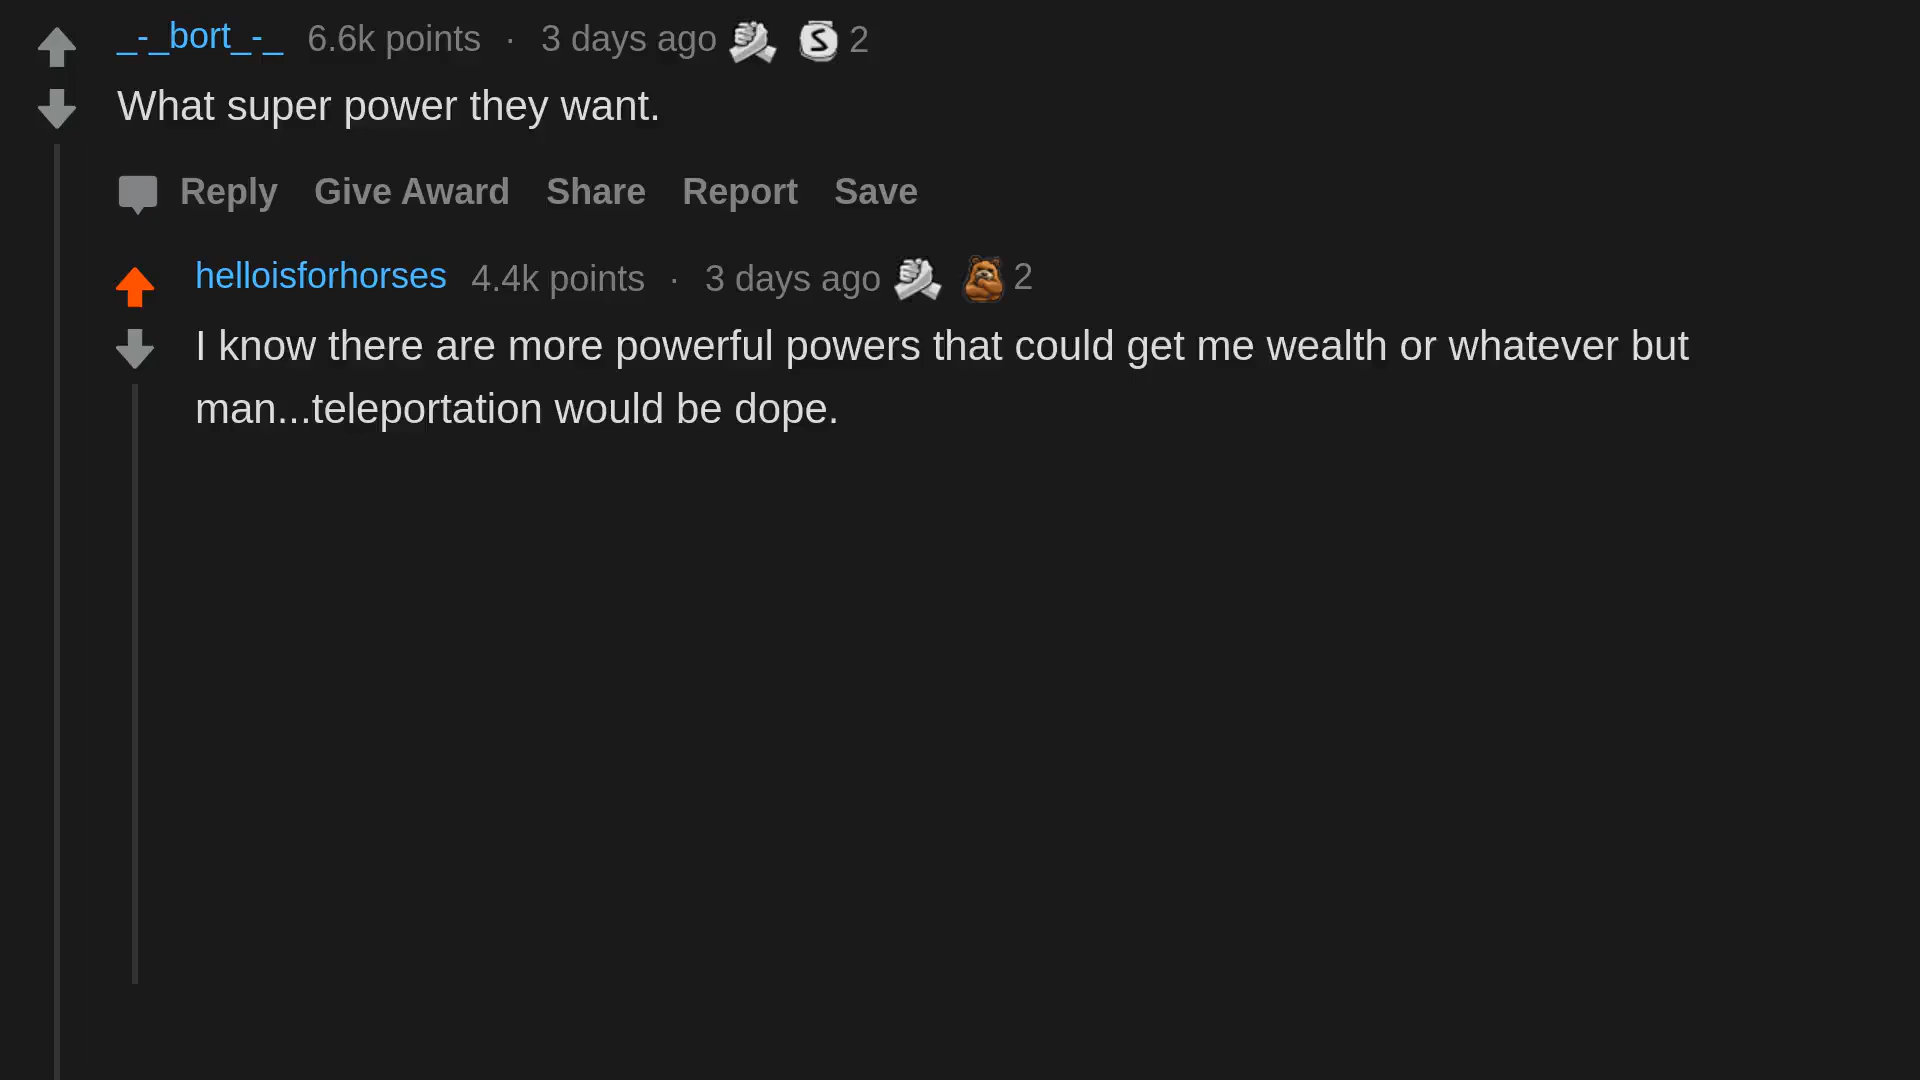 _-_bort_-_ 6.6k points · 3 days ago S 2
What super power they want.
Reply Give Award Share Report Save
helloisforhorses 4.4k points · 3 days ago 2
I know there are more powerful powers that could get me wealth or whatever but
man...teleportation would be dope.